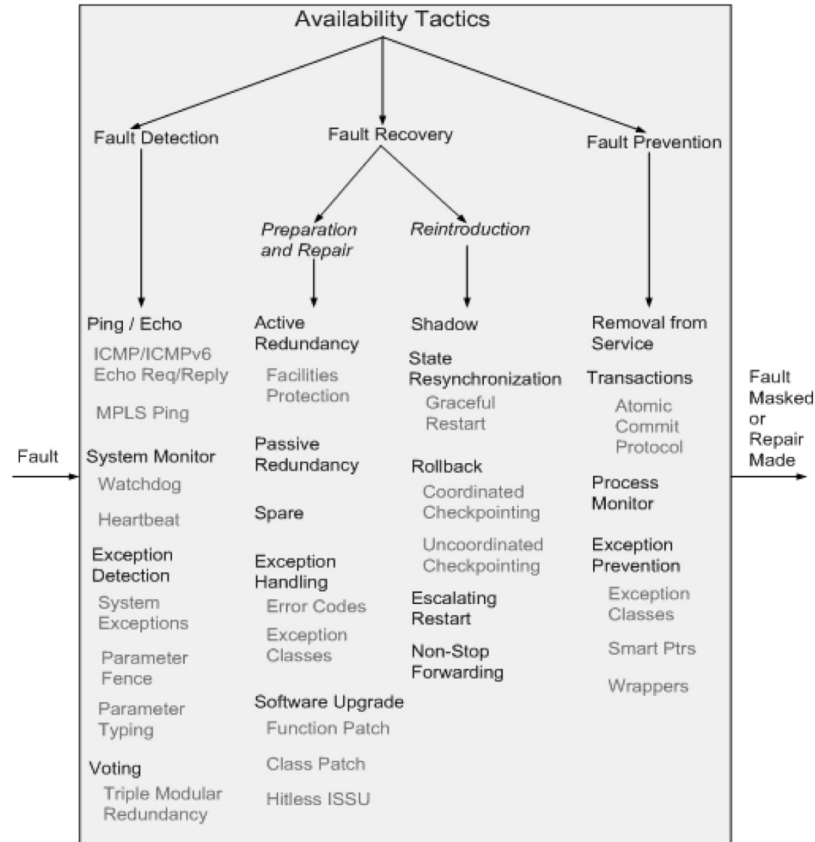 Availability Tactics
Fault Detection
Fault Recovery
Fault Prevention
Preparation
and Repair
Reintroduction
Fault
Ping / Echo
ICMP/ICMPv6
Echo Req/Reply
MPLS Ping
System Monitor
Watchdog
Heartbeat
Exception
Detection
System
Exceptions
Parameter
Fence
Parameter
Typing
Voting
Triple Modular
Redundancy
Active
Redundancy
Facilities
Protection
Passive
Redundancy
Spare
Exception
Handling
Error Codes
Exception
Classes
Software Upgrade
Function Patch
Class Patch
Hitless ISSU
Shadow
State
Resynchronization
Graceful
Restart
Rollback
Coordinated
Checkpointing
Uncoordinated
Checkpointing
Escalating
Restart
Non-Stop
Forwarding
Removal from
Service
Transactions
Atomic
Commit
Protocol
Process
Monitor
Exception
Prevention
Exception
Classes
Smart Ptrs
Wrappers
Fault
Masked
or
Repair
Made